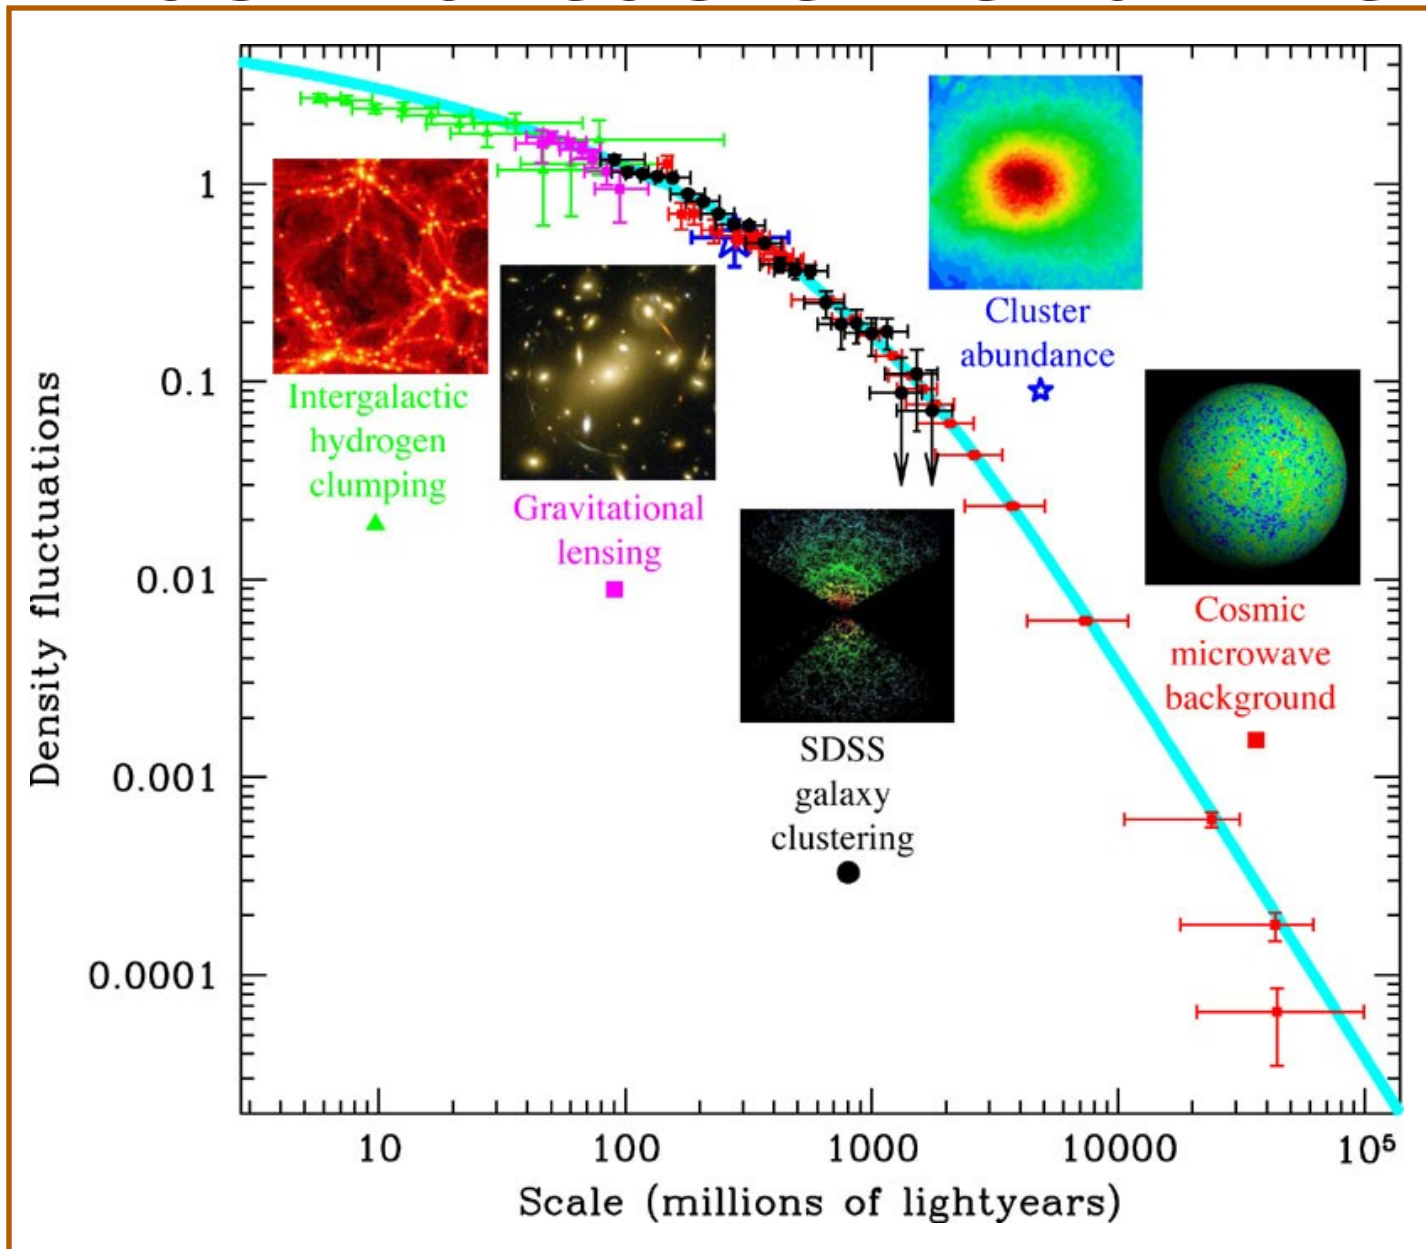 1
0.1
0.01
0.001
0.0001
Density fluctuations
Intergalactic
hydrogen
clumping
Gravitational
lensing
SDSS
galaxy
clustering
Cluster
abundance
Cosmic
microwave
background
10
100
1000
10000
10⁵
Scale (millions of lightyears)